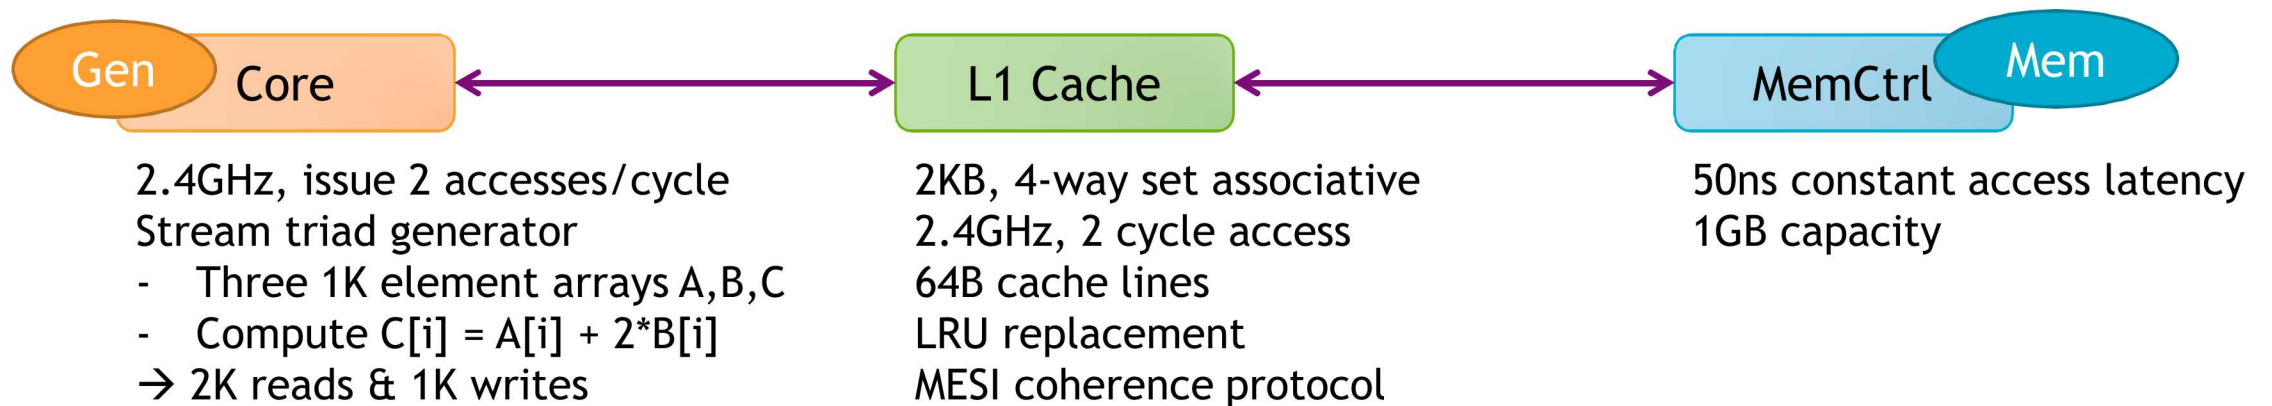 Gen
Core
L1 Cache
MemCtrl
Mem
2.4GHz, issue 2 accesses/cycle
Stream triad generator
- Three 1K element arrays A,B,C
- Compute C[i] = A[i] + 2*B[i]
→ 2K reads & 1K writes
2KB, 4-way set associative
2.4GHz, 2 cycle access
64B cache lines
LRU replacement
MESI coherence protocol
50ns constant access latency
1GB capacity